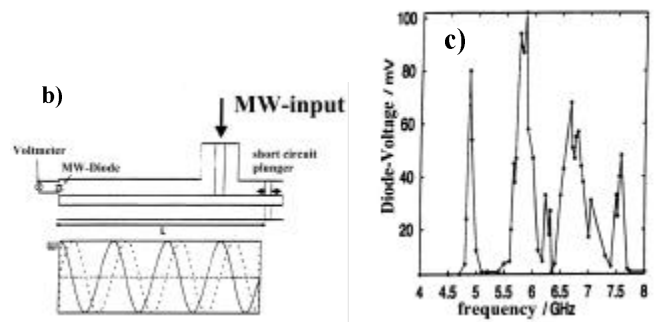 b)
MW-input
Voltmeter
MW-Diode
short circuit
plunger
L
c)
Diode-Voltage / mV
100
80
60
40
20
4 4.5 5 5.5 6 6.5 7 7.5 8
frequency /GHz